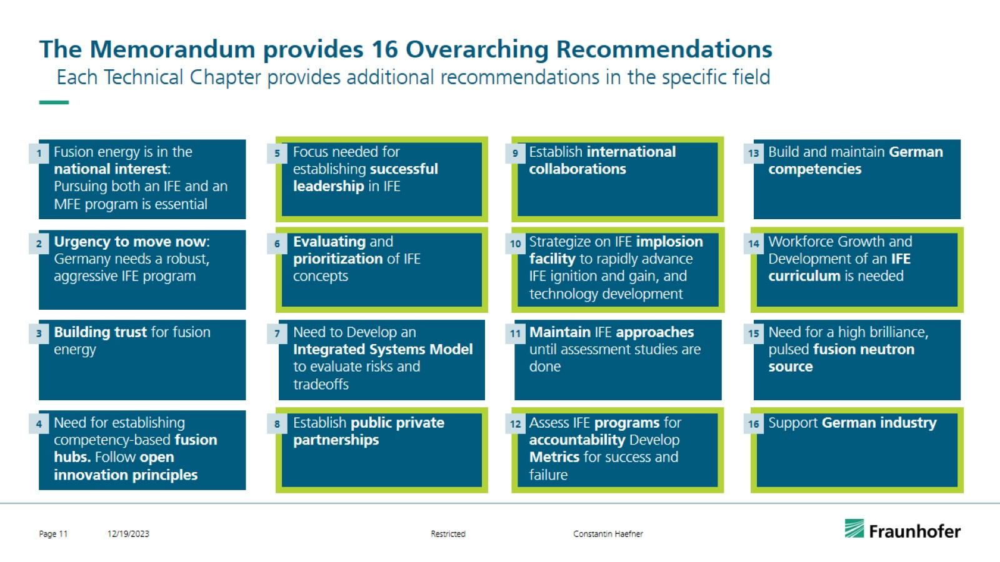 The Memorandum provides 16 Overarching Recommendations
Each Technical Chapter provides additional recommendations in the specific field
1
Fusion energy is in the
national interest:
Pursuing both an IFE and an
MFE program is essential
2
Urgency to move now:
Germany needs a robust,
aggressive IFE program
3
Building trust for fusion
energy
4
Need for establishing
competency-based fusion
hubs. Follow open
innovation principles
5
Focus needed for
establishing successful
leadership in IFE
6
Evaluating and
prioritization of IFE
concepts
7
Need to Develop an
Integrated Systems Model
to evaluate risks and
tradeoffs
8
Establish public private
partnerships
9
Establish international
collaborations
10
Strategize on IFE implosion
facility to rapidly advance
IFE ignition and gain, and
technology development
11
Maintain IFE approaches
until assessment studies are
done
12
Assess IFE programs for
accountability Develop
Metrics for success and
failure
13
Build and maintain German
competencies
14
Workforce Growth and
Development of an IFE
curriculum is needed
15
Need for a high brilliance,
pulsed fusion neutron
source
16
Support German industry
Page 11
12/19/2023
Restricted
Constantin Haefner
Fraunhofer